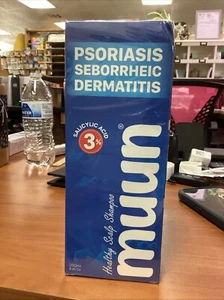 PSORIASIS
SEBORRHEIC
DERMATITIS
SALICYLIC ACID
3%
muun®
Healthy Scalp Shampoo